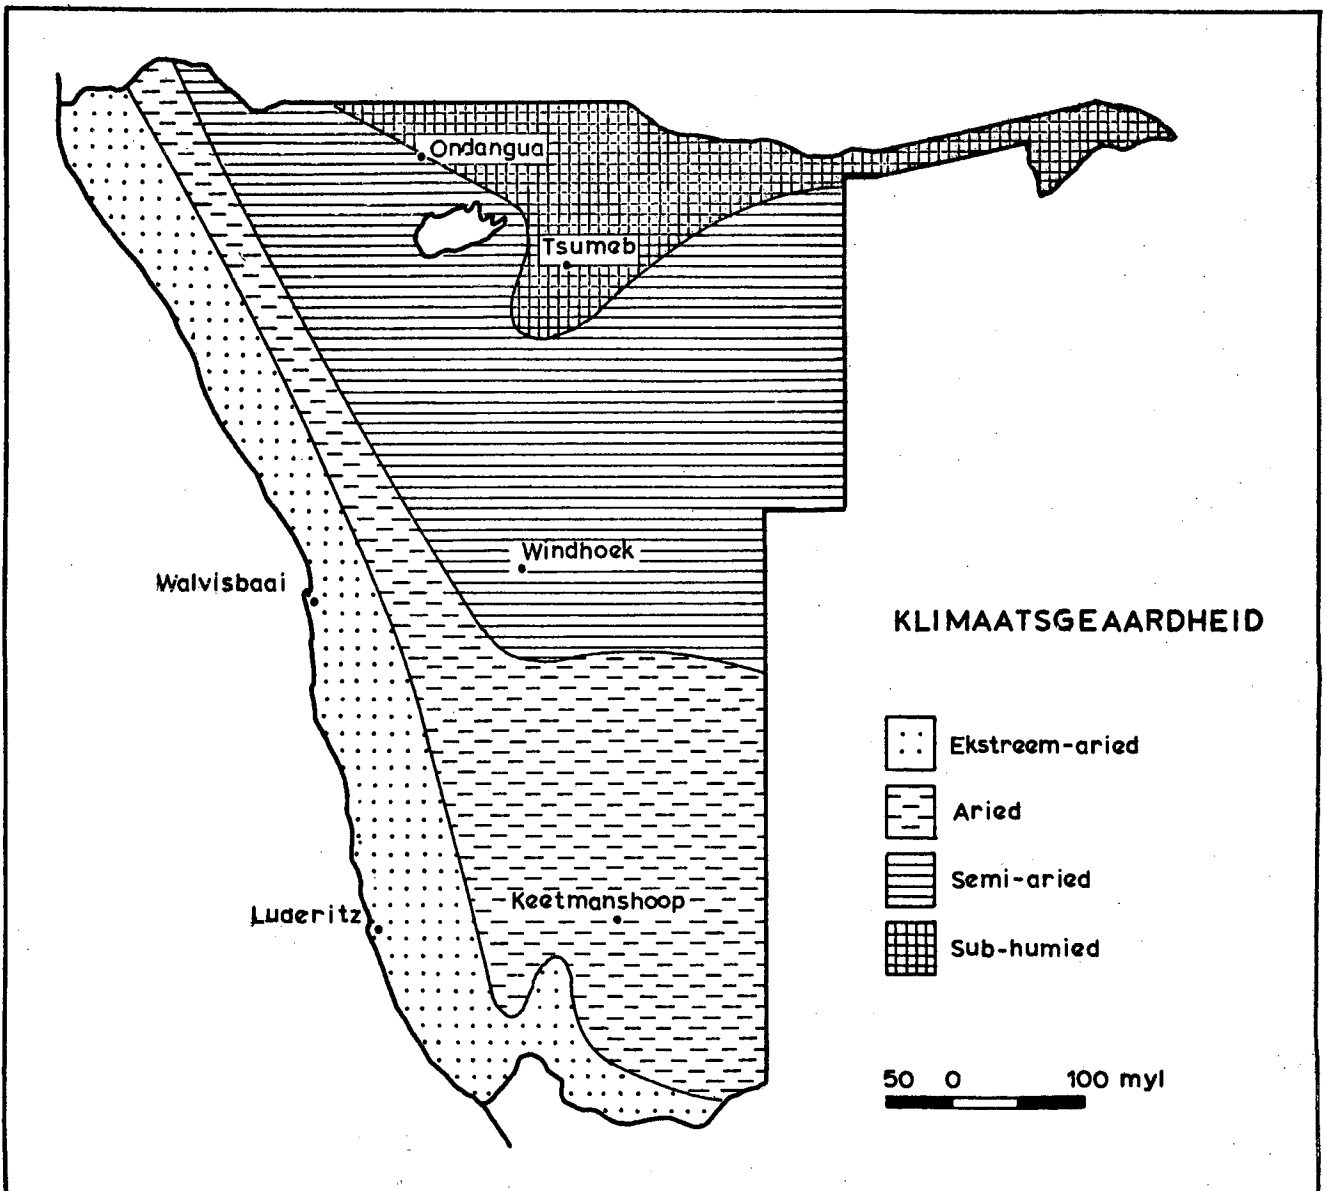 Ondangua
Tsumeb
Windhoek
Walvisbaai
KLIMAATSGEAARDHEID
Ekstreem-aried
Aried
Semi-aried
Keetmanshoop
Luderitz
Sub-humied
50 0 100 myl